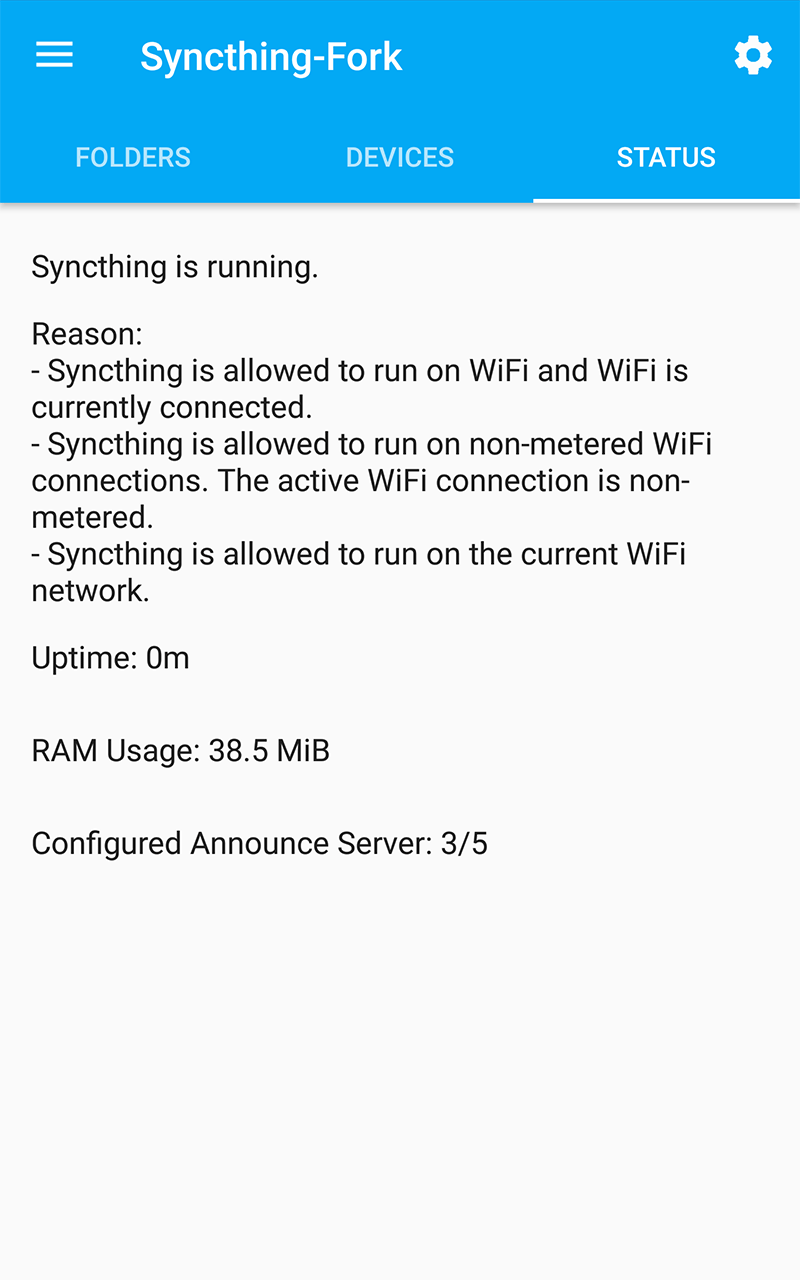 Syncthing-Fork
FOLDERS DEVICES STATUS
Syncthing is running.
Reason:
- Syncthing is allowed to run on WiFi and WiFi is
currently connected.
- Syncthing is allowed to run on non-metered WiFi
connections. The active WiFi connection is non-
metered.
- Syncthing is allowed to run on the current WiFi
network.
Uptime: 0m
RAM Usage: 38.5 MiB
Configured Announce Server: 3/5